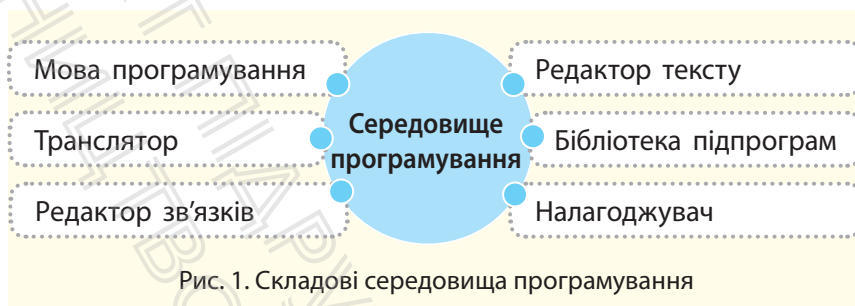 Мова програмування
Транслятор
Редактор зв'язків
Середовище
програмування
Редактор тексту
Бібліотека підпрограм
Налагоджувач
Рис. 1. Складові середовища програмування